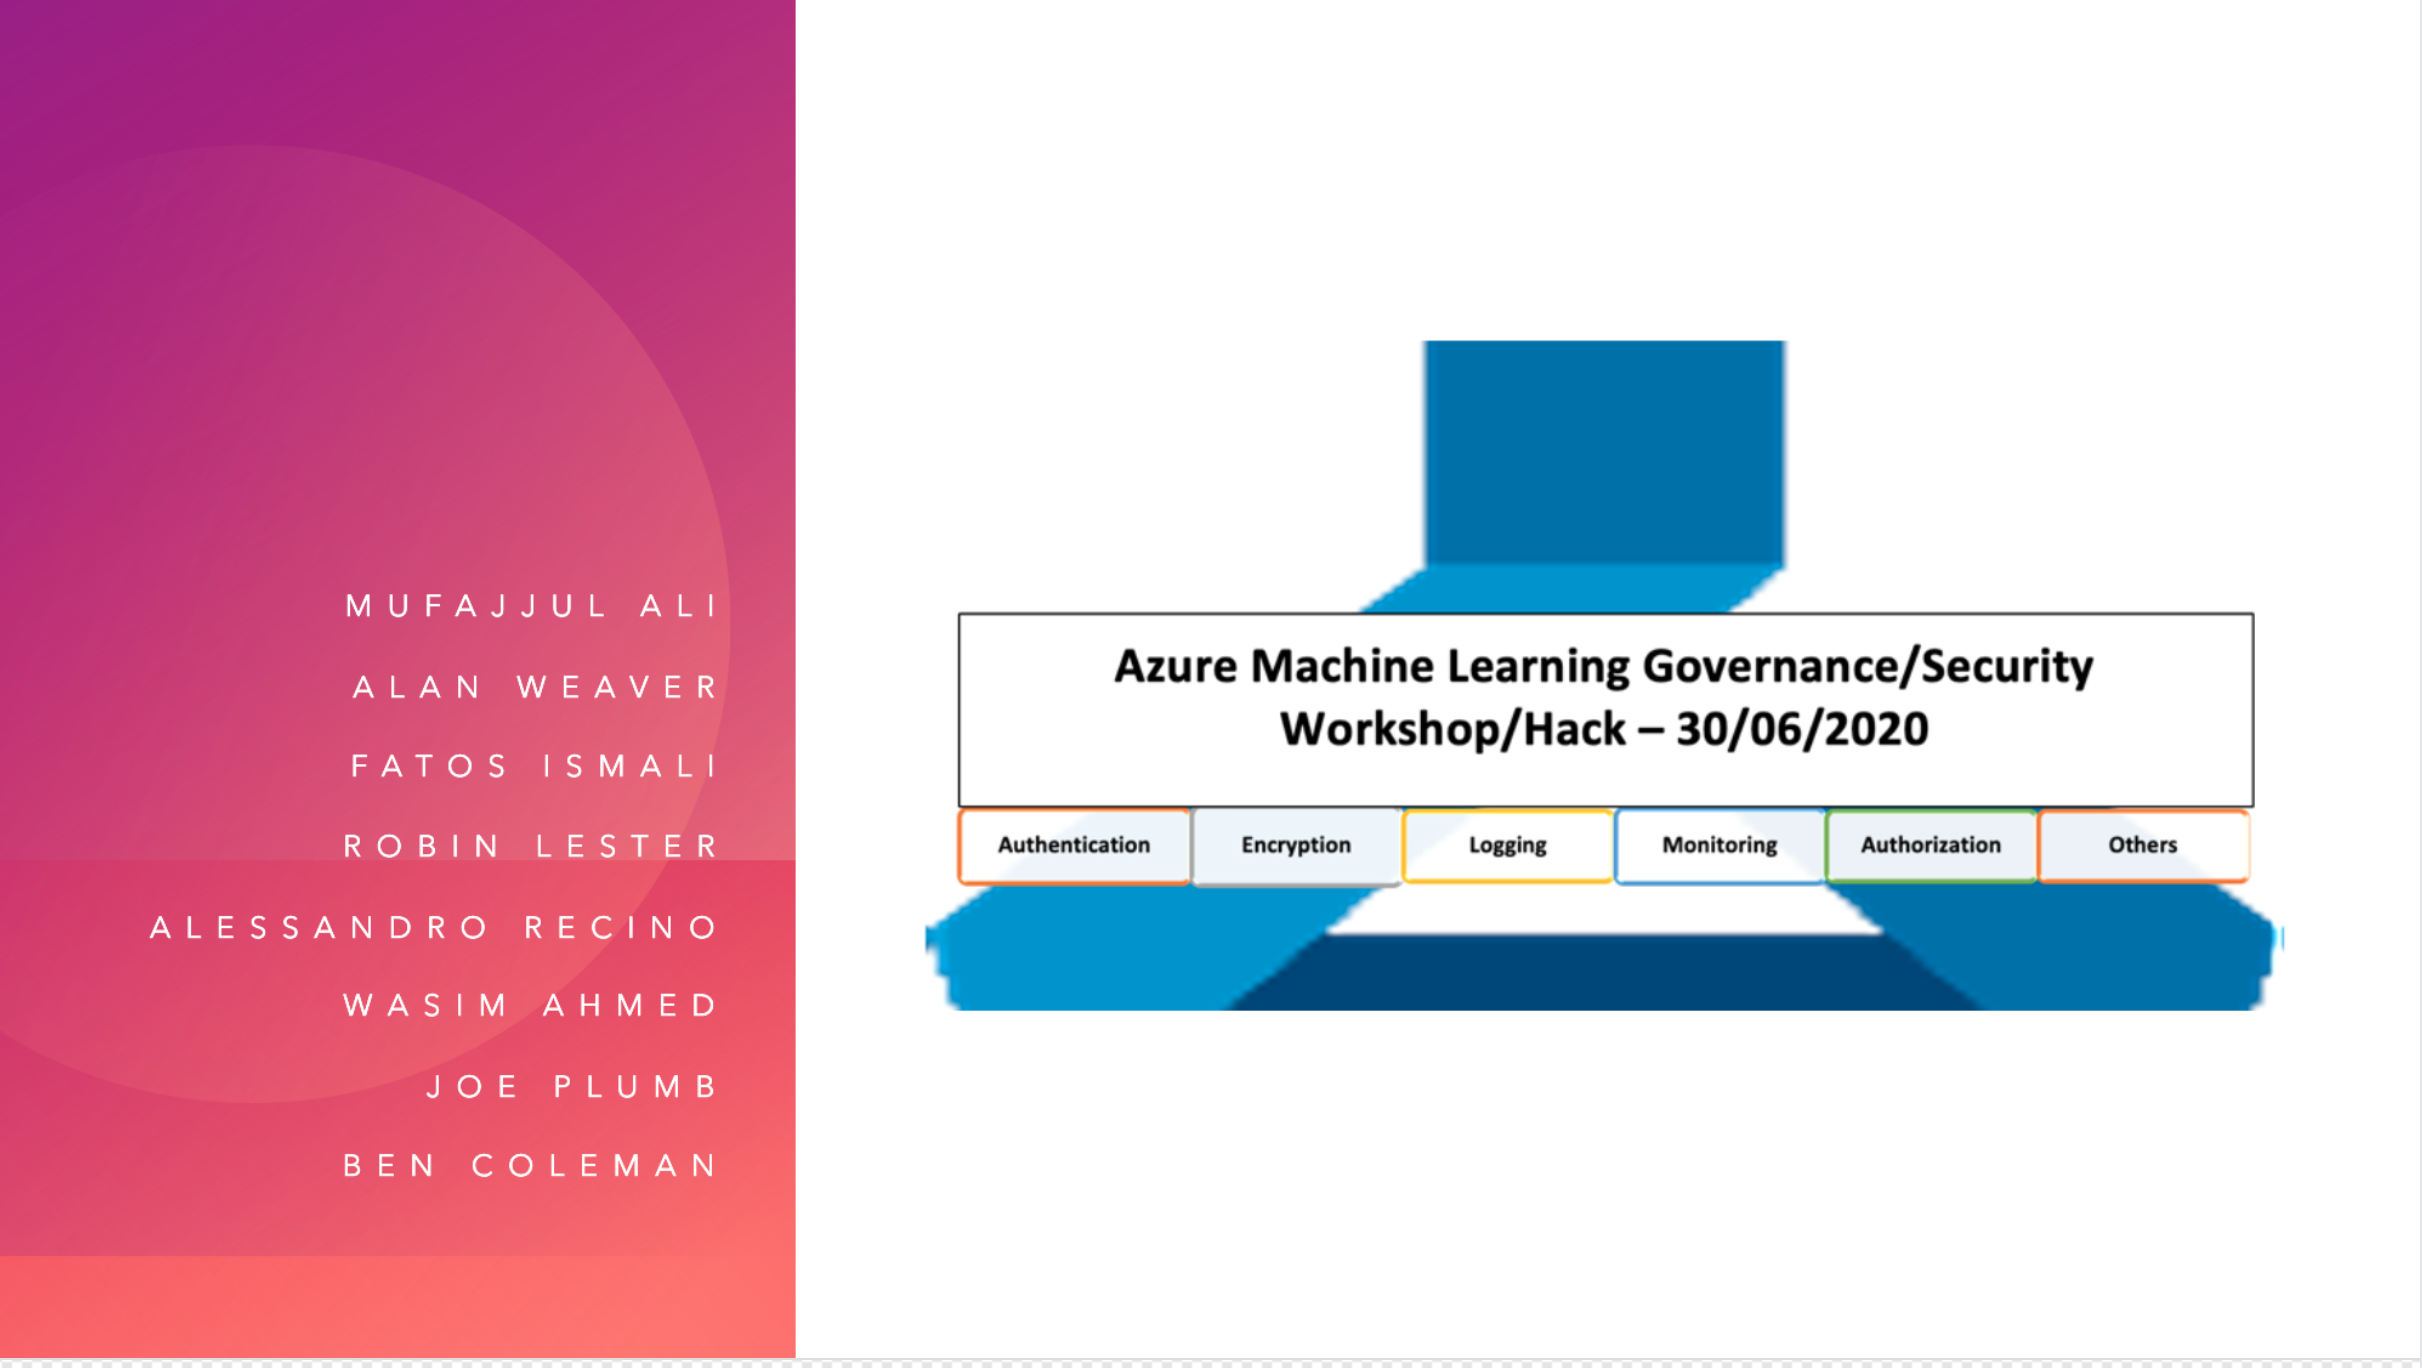 MUFAJJUL ALI
ALAN WEAVER
FATOS ISMALI
ROBIN LESTER
ALESSANDRO RECINO
WASIM AHMED
JOE PLUMB
BEN COLEMAN
Azure Machine Learning Governance/Security
Workshop/Hack – 30/06/2020
Authentication Encryption Logging Monitoring Authorization Others